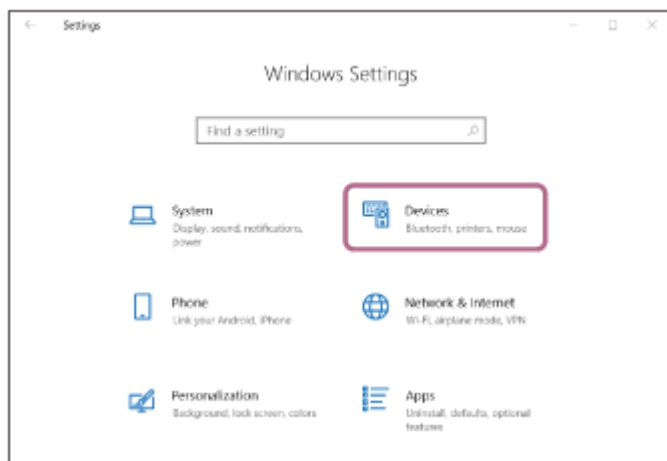 Settings
Windows Settings
Find a setting
System
Display, sound, notifications,
power
Devices
Bluetooth, printers, mouse
Phone
Link your Android, iPhone
Network & Internet
Wi-Fi, airplane mode, VPN
Personalization
Background, lock screen, colors
Apps
Uninstall, defaults, optional
features